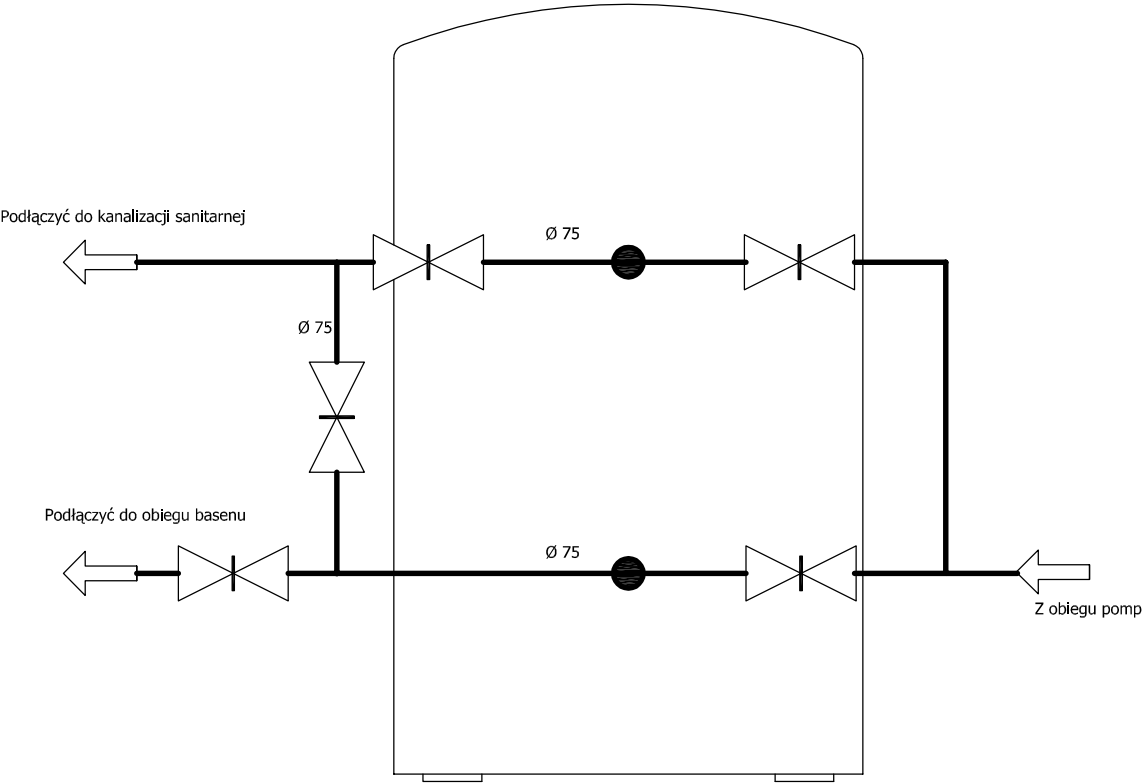 Podłączyć do kanalizacji sanitarnej
Ø 75
Ø 75
Podłączyć do obiegu basenu
Ø 75
Z obiegu pomp